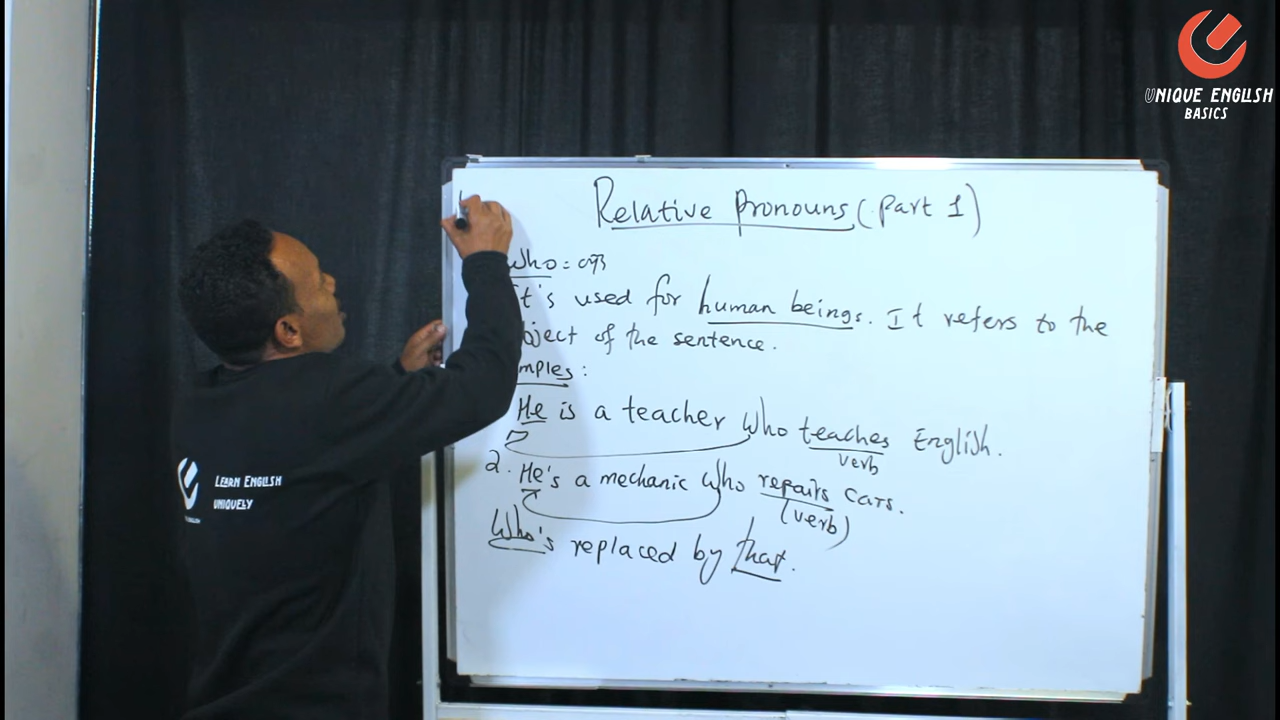 UNIQUE ENGLISH
BASICS
Relative Pronouns (Part 1)
Who =
It's used for human beings. It refers to the
bject of the sentence.
mples :
He is a teacher who teaches English.
verb
2. He's a mechanic who repairs cars.
(verb)
Who's replaced by that.
LEARN ENGLISH
UNIQUELY